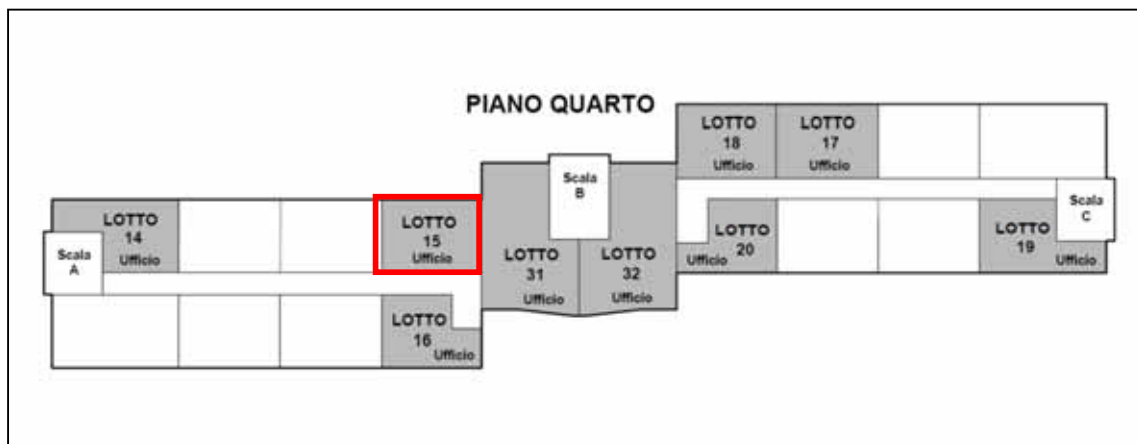 PIANO QUARTO
LOTTO
18
Ufficio
LOTTO
17
Ufficio
Scala
B
LOTTO
14
Ufficio
Scala
A
LOTTO
15
Ufficio
LOTTO
31
Ufficio
LOTTO
32
Ufficio
LOTTO
20
Ufficio
LOTTO
19
Ufficio
Scala
C
LOTTO
16
Ufficio